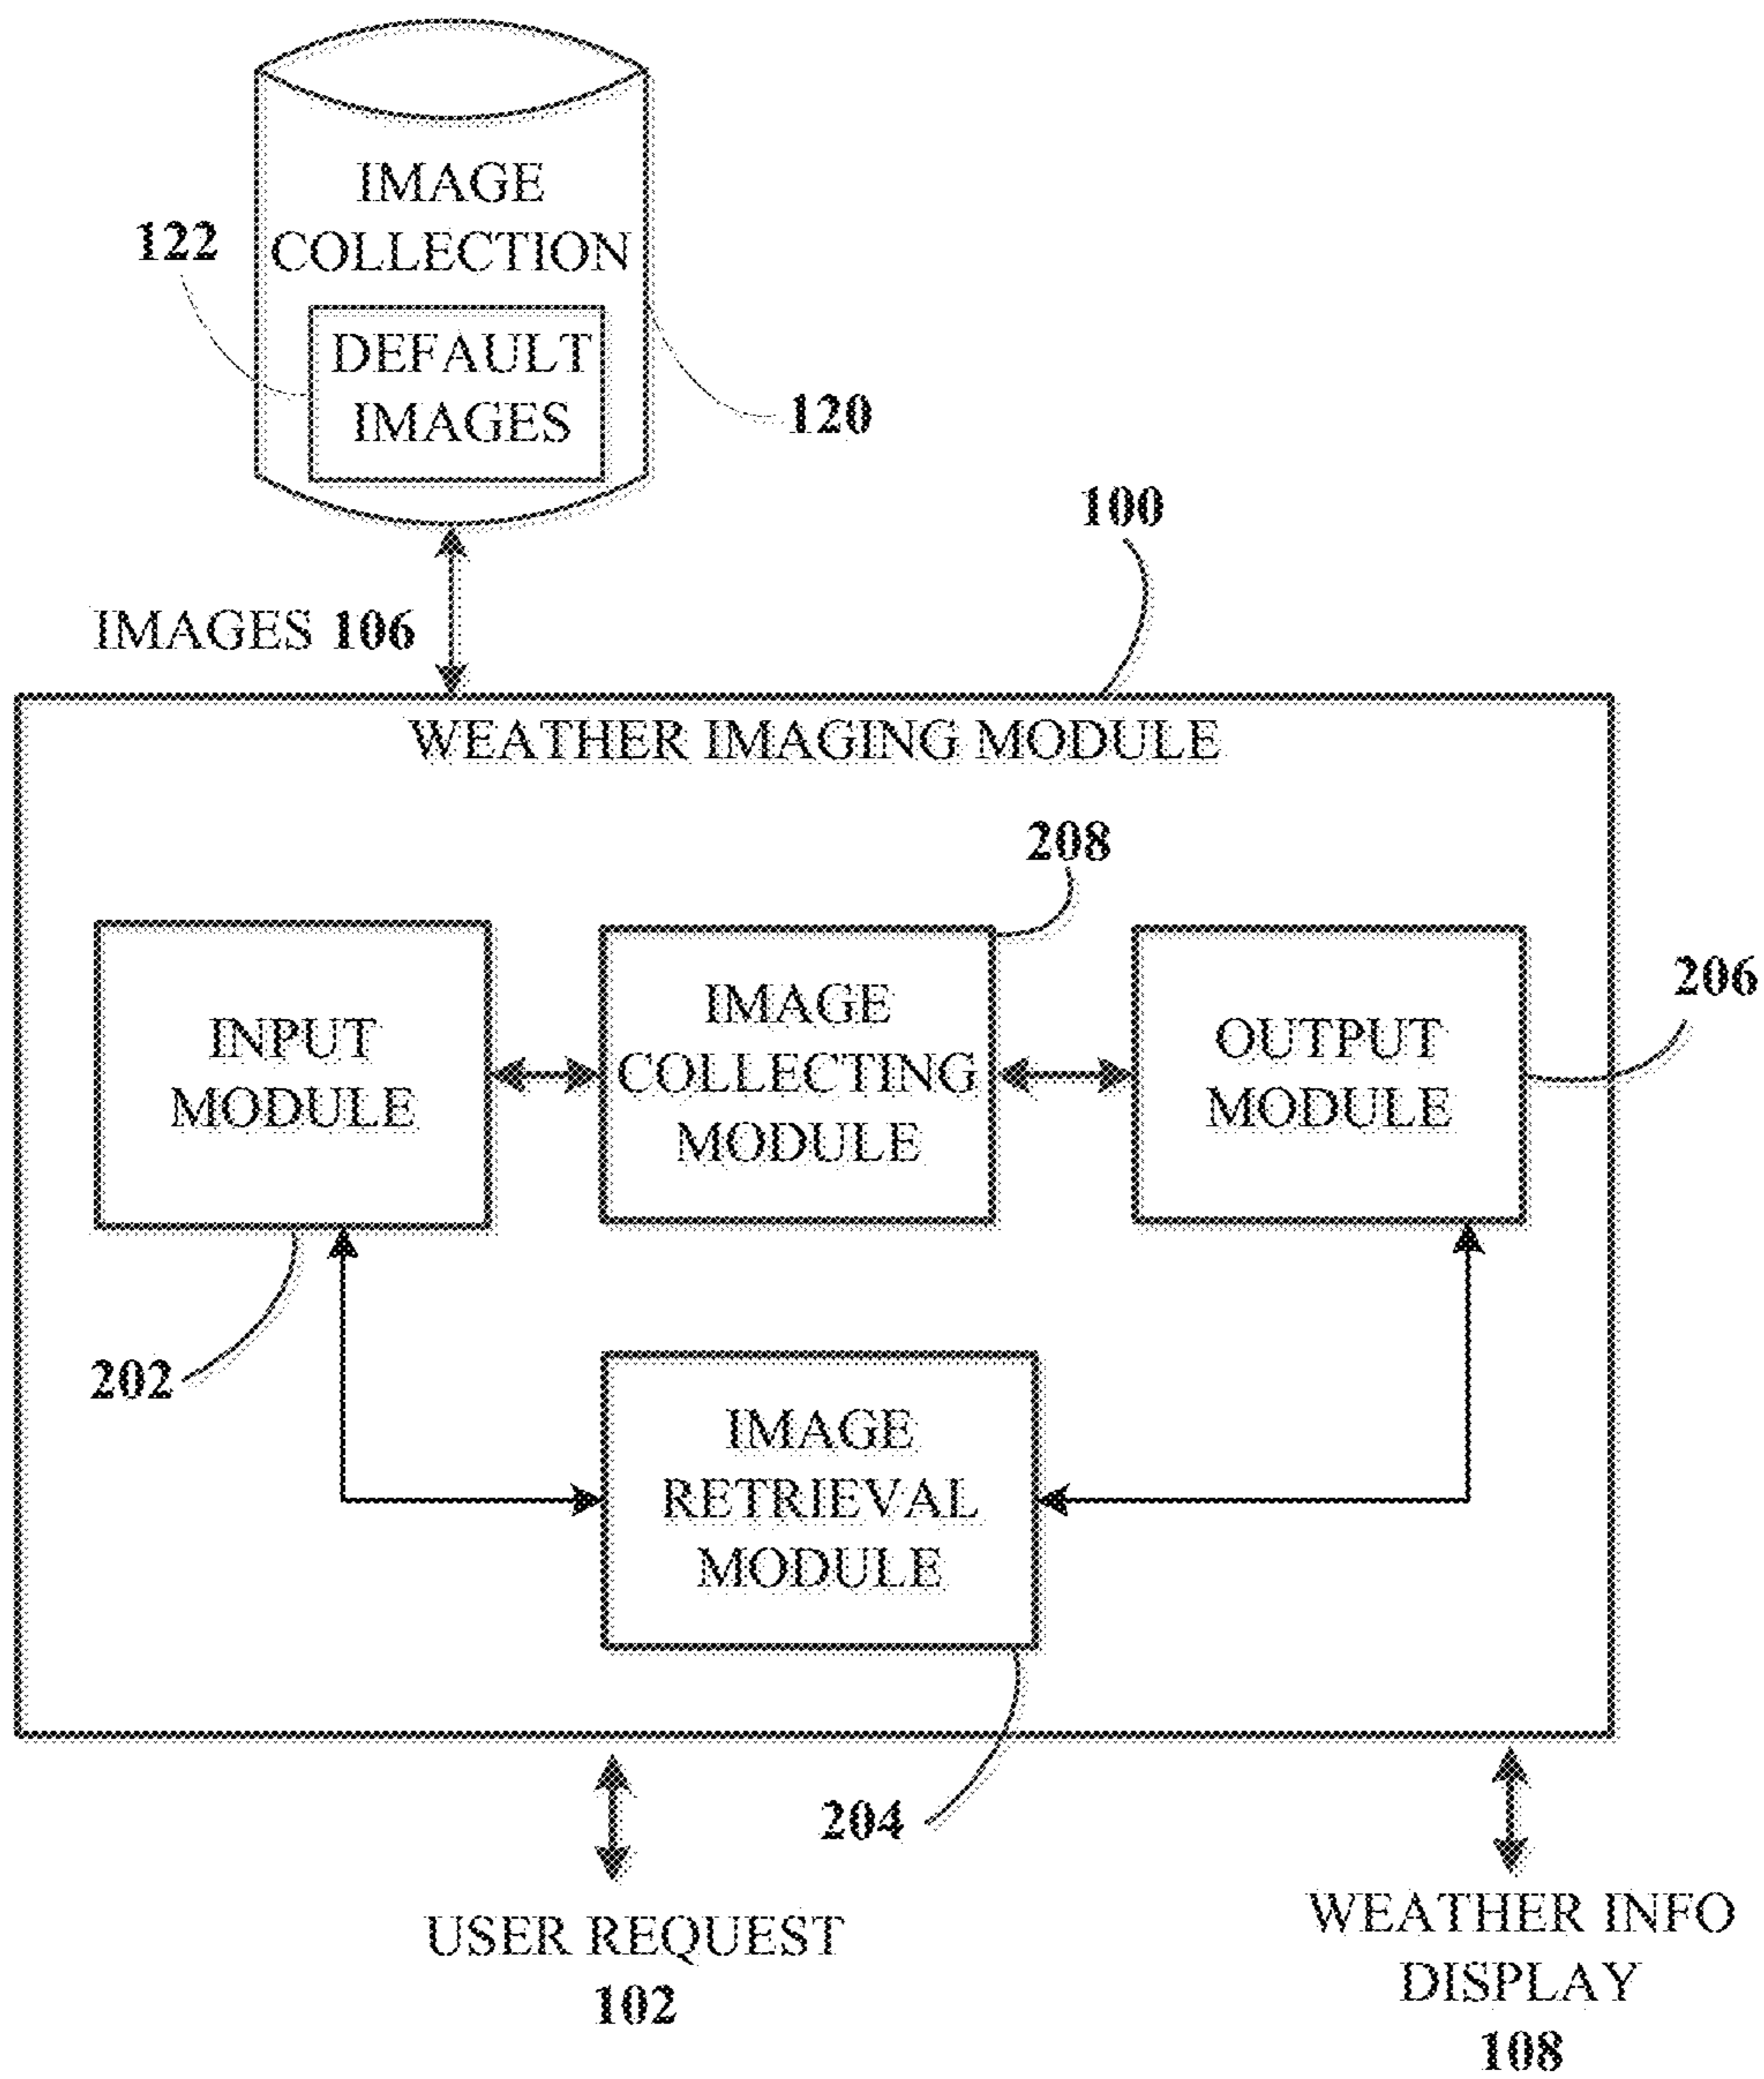 IMAGE
COLLECTION
122
DEFAULT
IMAGES
120
100
IMAGES 106
WEATHER IMAGING MODULE
208
206
INPUT
MODULE
IMAGE
COLLECTING
MODULE
OUTPUT
MODULE
202
IMAGE
RETRIEVAL
MODULE
204
USER REQUEST
102
WEATHER INFO
DISPLAY
108